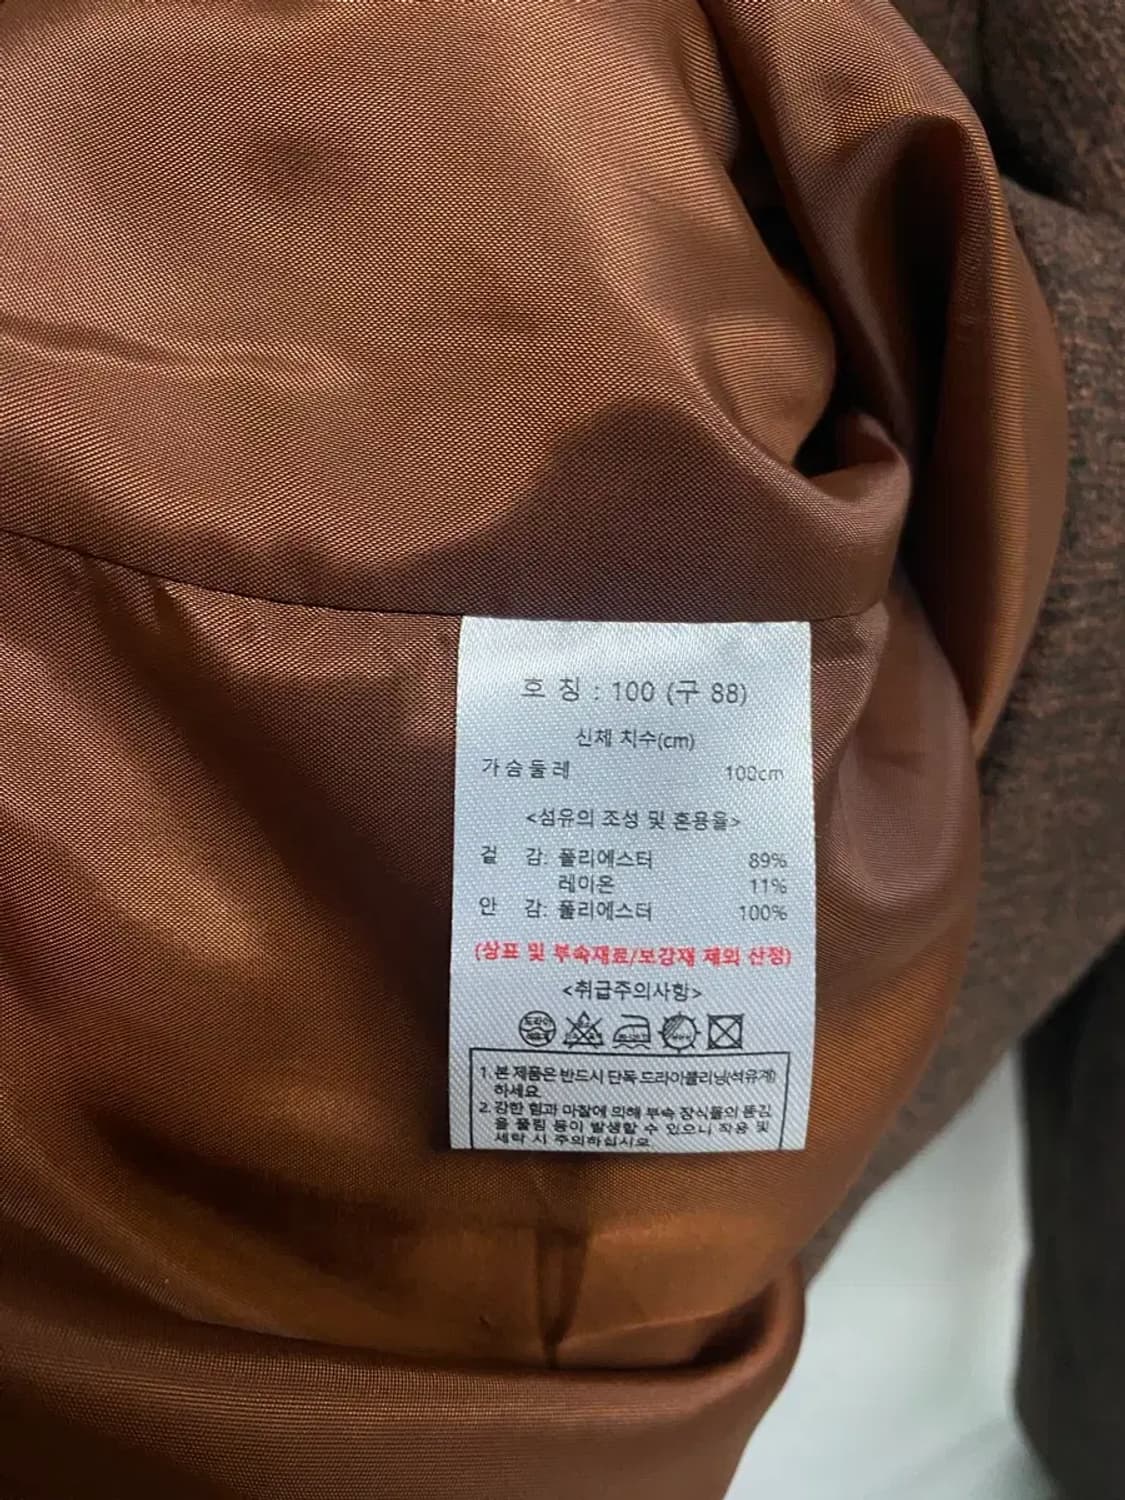 호 칭 : 100 (구 88)
신체 치수(cm)
가슴둘레 100cm
<섬유의 조성 및 혼용율>
겉 감: 폴리에스터 89%
레이온 11%
안 감: 폴리에스터 100%
(상표 및 부속재료/보강재 제외 산정)
<취급주의사항>
드라이
1. 본 제품은 반드시 단독 드라이클리닝(석유계)
하세요.
2. 강한 힘과 마찰에 의해 부속 장식물의 뜯김
을 풀림 등이 발생할 수 있으니 착용 및
세탁 시 주의하십시오.